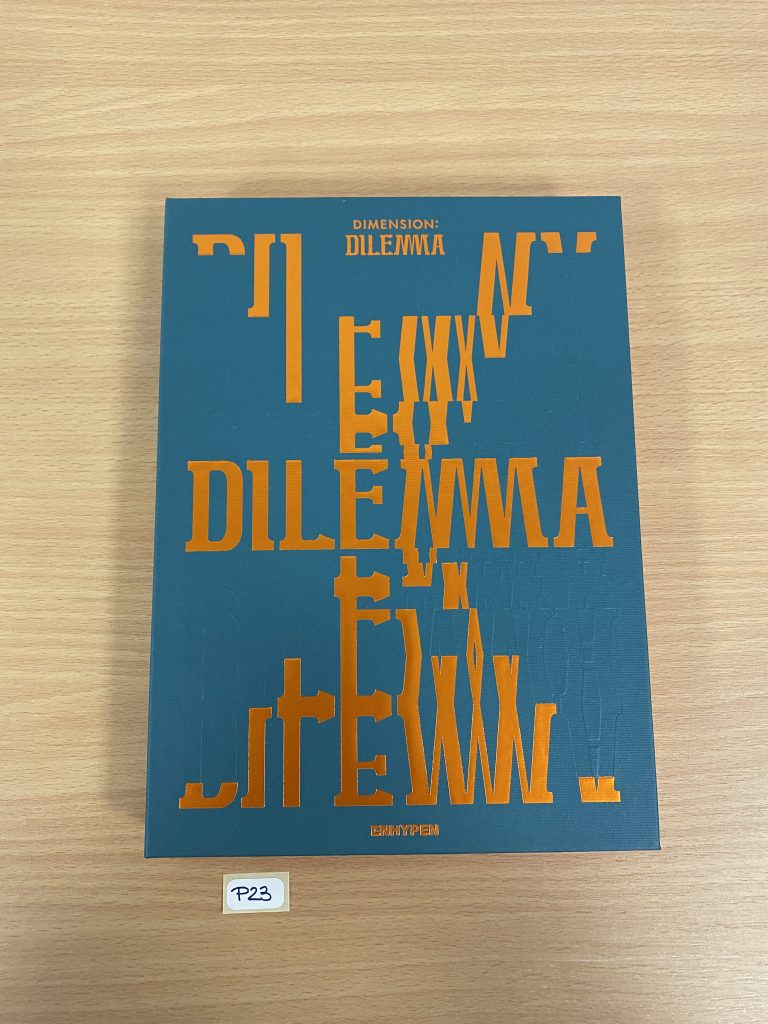 DIMENSION:
DILEMMA
DILEMMA
ENHYPEN
P23